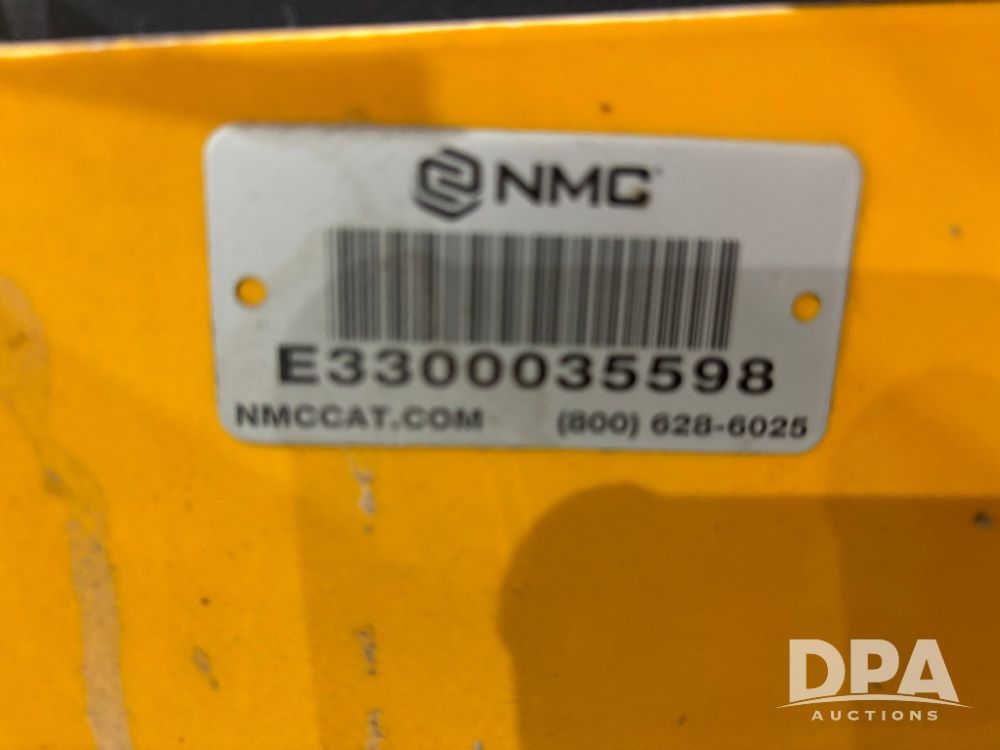 NMC
E3300035598
NMCCAT.COM (800) 628-6025
DPA
AUCTIONS